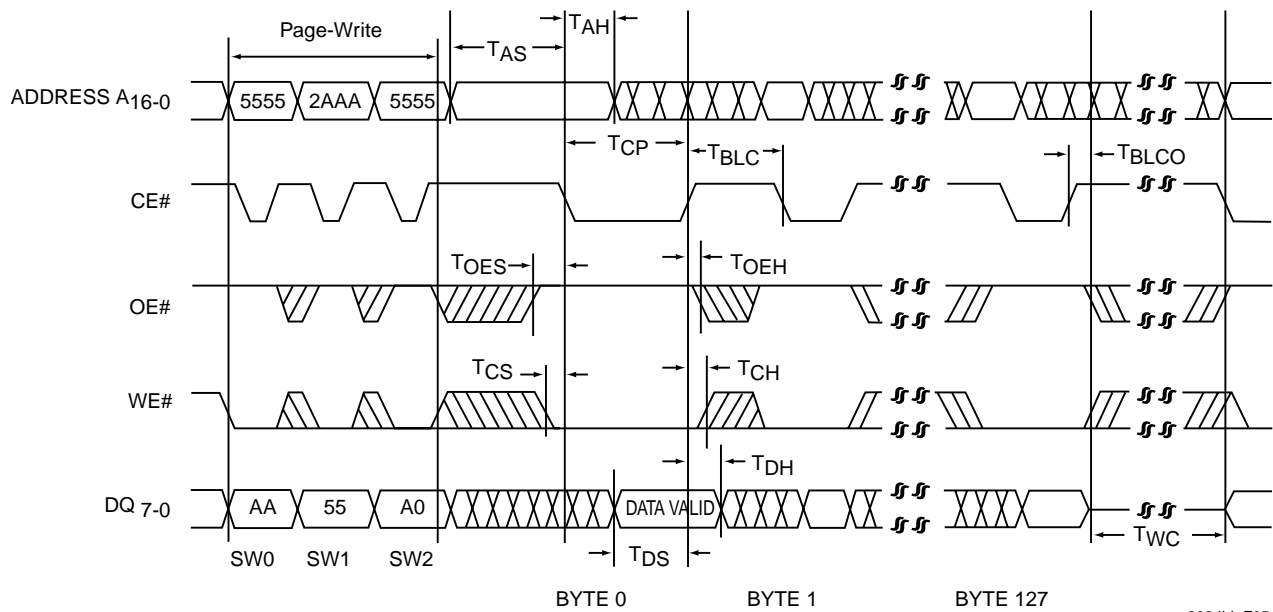 Page-Write
TAH
TAS
ADDRESS A16-0
5555 2AAA 5555
TCP
TBLC
TBLCO
CE#
TOES
TOEH
OE#
TCS
TCH
WE#
TDH
DQ 7-0
AA 55 A0
DATA VALID
SW0 SW1 SW2
TDS
TWC
BYTE 0 BYTE 1 BYTE 127